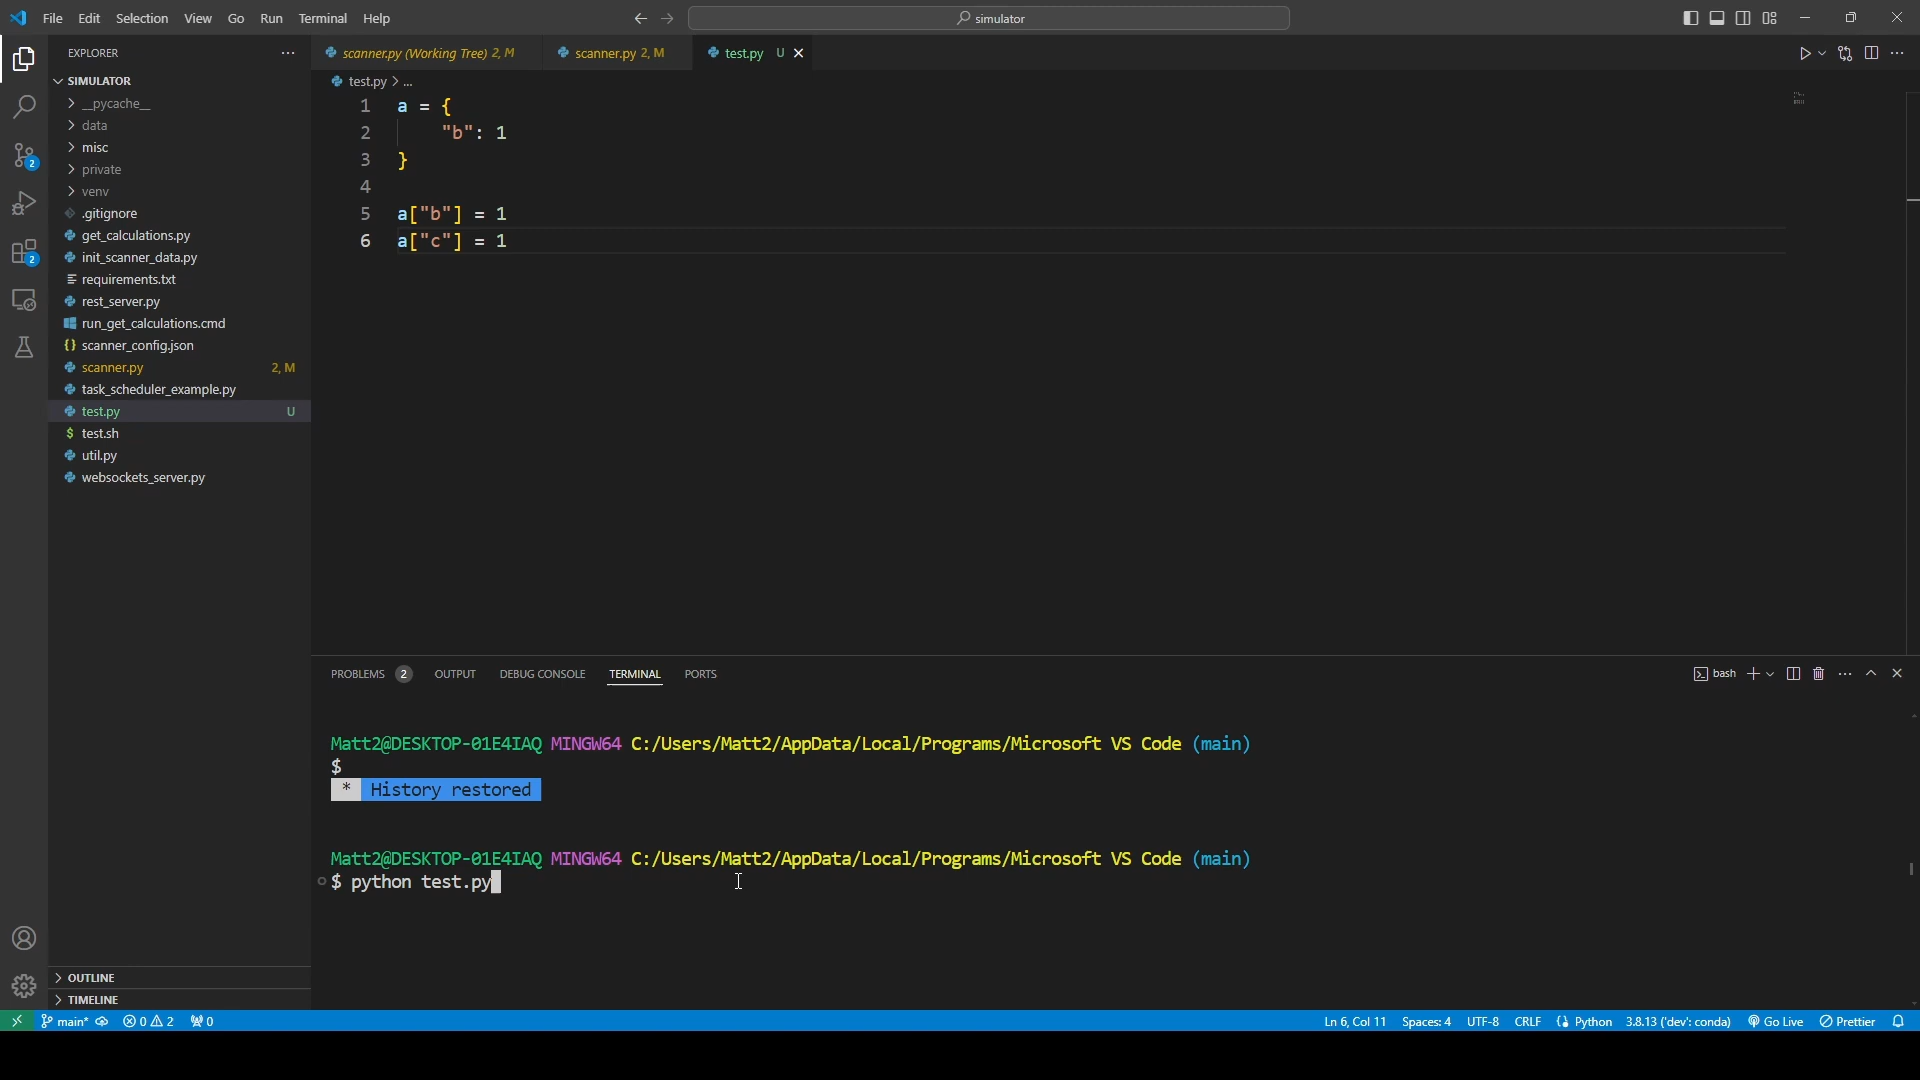 File Edit Selection View Go Run Terminal Help
simulator
EXPLORER
scanner.py (Working Tree) 2, M
scanner.py 2, M
test.py U
SIMULATOR
test.py > ...
__pycache__
data
misc
private
venv
.gitignore
get_calculations.py
init_scanner_data.py
requirements.txt
rest_server.py
run_get_calculations.cmd
scanner_config.json
scanner.py 2, M
task_scheduler_example.py
test.py U
test.sh
util.py
websockets_server.py
OUTLINE
TIMELINE
1 a = {
2 "b": 1
3 }
4
5 a["b"] = 1
6 a["c"] = 1
PROBLEMS 2 OUTPUT DEBUG CONSOLE TERMINAL PORTS
bash
Matt2@DESKTOP-01E4IAQ MINGW64 C:/Users/Matt2/AppData/Local/Programs/Microsoft VS Code (main)
$
* History restored
Matt2@DESKTOP-01E4IAQ MINGW64 C:/Users/Matt2/AppData/Local/Programs/Microsoft VS Code (main)
$ python test.py
2
2
main* 0 2 0
Ln 6, Col 11 Spaces: 4 UTF-8 CRLF Python 3.8.13 ('dev': conda) Go Live Prettier